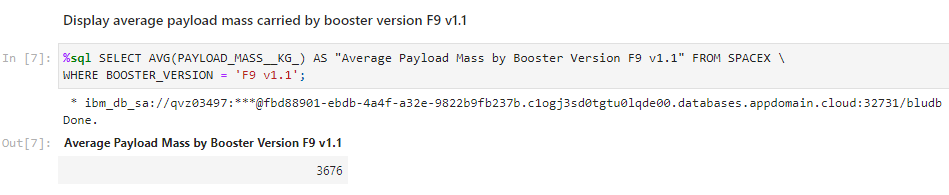 Display average payload mass carried by booster version F9 v1.1
In [7]: %sql SELECT AVG(PAYLOAD_MASS__KG_) AS "Average Payload Mass by Booster Version F9 v1.1" FROM SPACEX \
WHERE BOOSTER_VERSION = 'F9 v1.1';
* ibm_db_sa://qvz03497:***@fbd88901-ebdb-4a4f-a32e-9822b9fb237b.c1ogj3sd0tgtu0lqde00.databases.appdomain.cloud:32731/bludb
Done.
Out[7]: Average Payload Mass by Booster Version F9 v1.1
3676